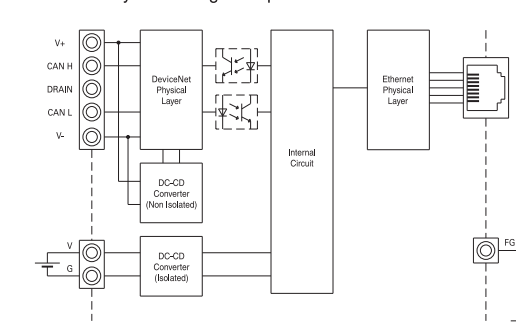 V+
CAN H
DRAIN
CAN L
V-
DeviceNet
Physical
Layer
DC-CD
Converter
(Non Isolated)
Internal
Circuit
Ethernet
Physical
Layer
V
G
DC-CD
Converter
(Isolated)
FG